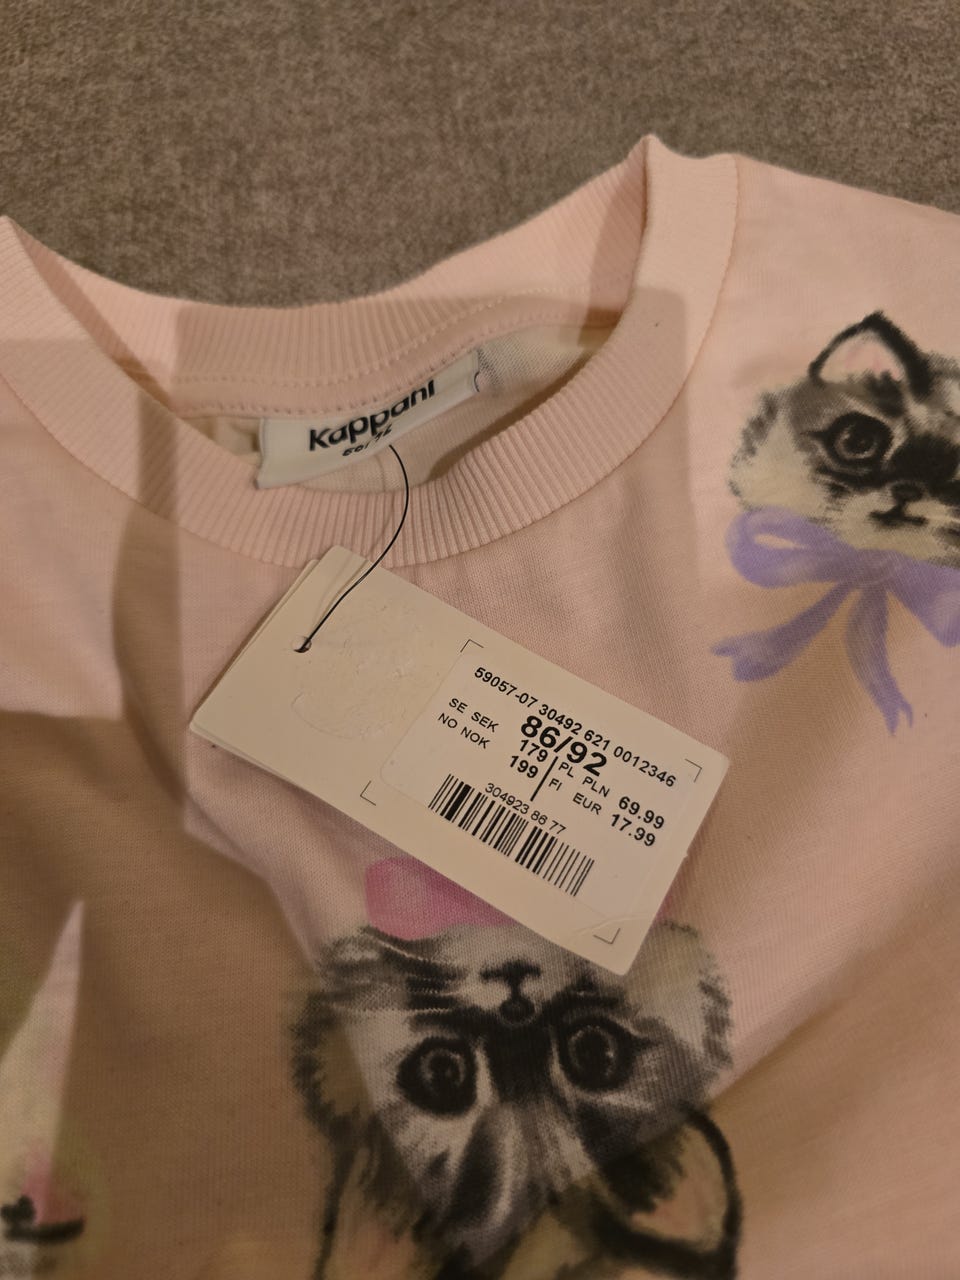 Kappahl
59057-07 30492 621 0012346
86/92
SE SEK 179 PL PLN 69.99
NO NOK 199 FI EUR 17.99
304923 86 77